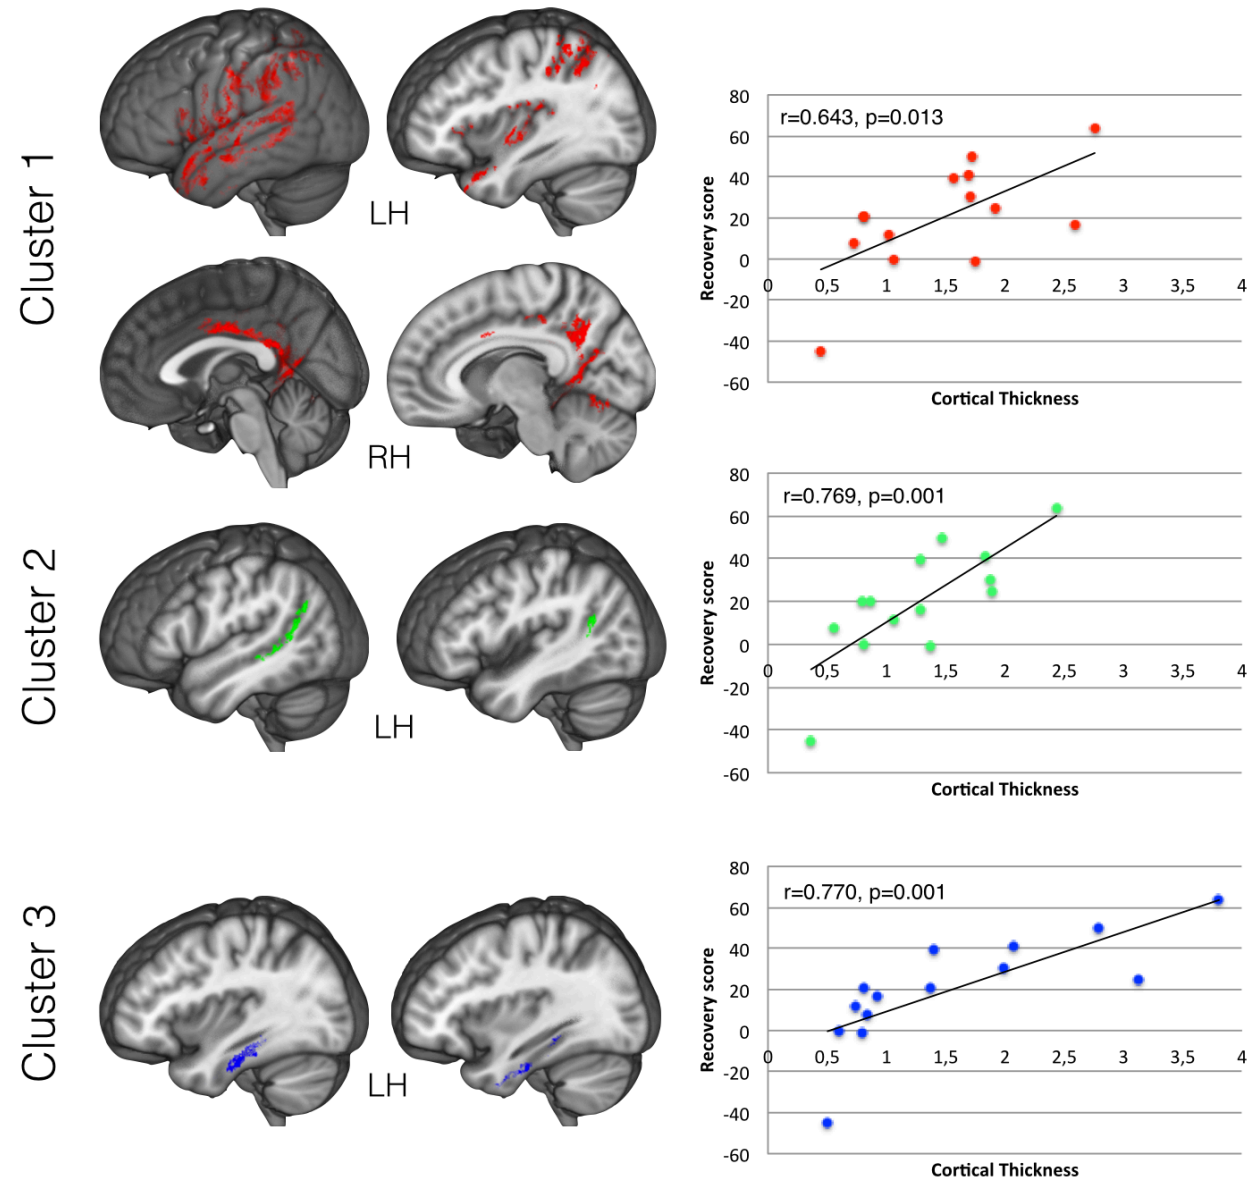 Cluster 1
LH
RH
r=0.643, p=0.013
80
60
40
20
0
-20
-40
-60
0 0,5 1 1,5 2 2,5 3 3,5 4
Recovery score
Cortical Thickness
Cluster 2
LH
r=0.769, p=0.001
80
60
40
20
0
-20
-40
-60
0 0,5 1 1,5 2 2,5 3 3,5 4
Recovery score
Cortical Thickness
Cluster 3
LH
r=0.770, p=0.001
80
60
40
20
0
-20
-40
-60
0 0,5 1 1,5 2 2,5 3 3,5 4
Recovery score
Cortical Thickness